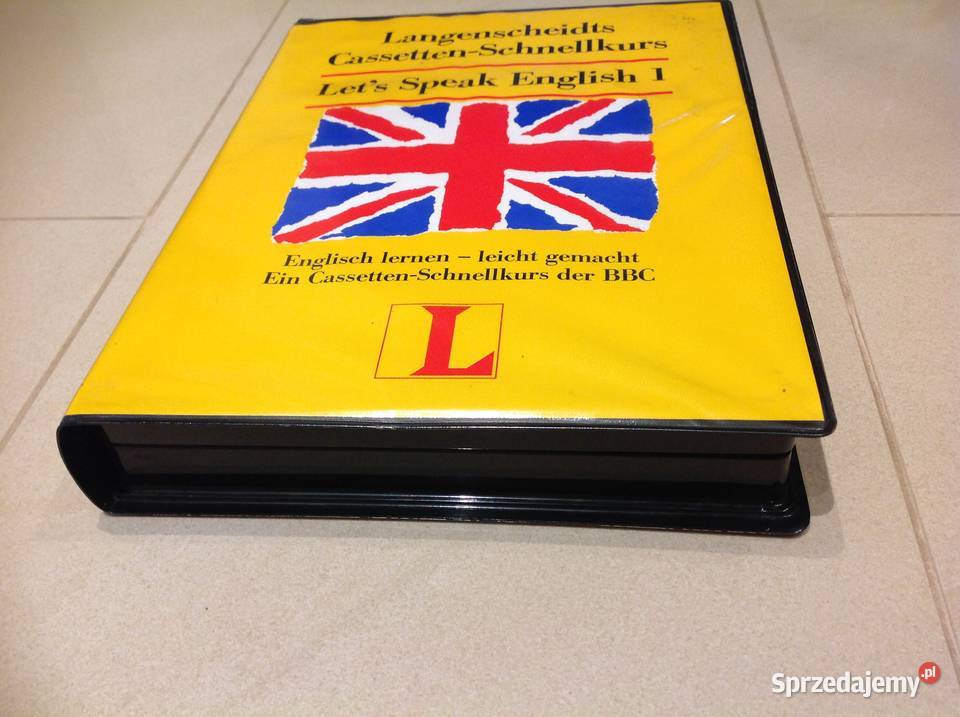 Langenscheidts
Cassetten-Schnellkurs
Let's Speak English 1
Englisch lernen – leicht gemacht
Ein Cassetten-Schnellkurs der BBC
L
Sprzedajemy.pl